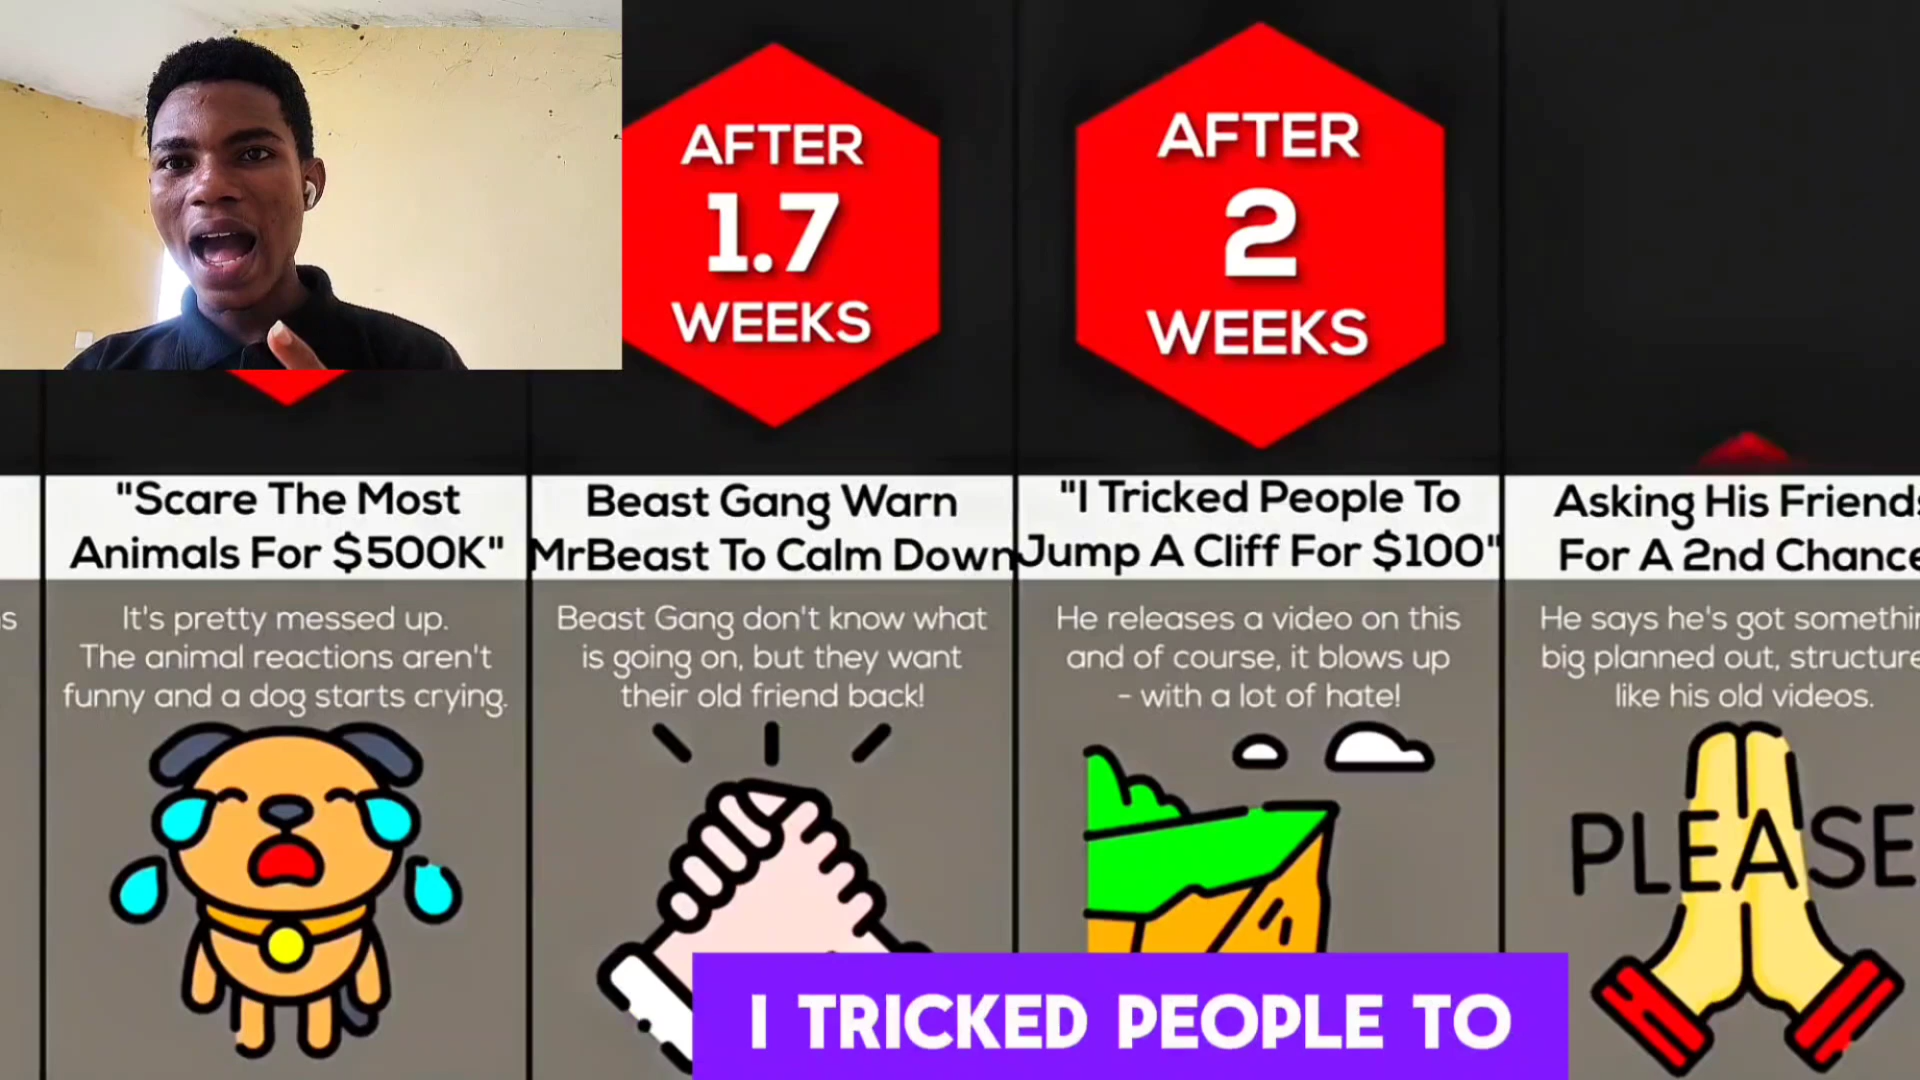 AFTER
1.7
WEEKS
AFTER
2
WEEKS
"Scare The Most
Animals For $500K"
It's pretty messed up.
The animal reactions aren't
funny and a dog starts crying.
Beast Gang Warn
MrBeast To Calm Down
Beast Gang don't know what
is going on, but they want
their old friend back!
"I Tricked People To
Jump A Cliff For $100"
He releases a video on this
and of course, it blows up
- with a lot of hate!
Asking His Friends
For A 2nd Chance
He says he's got somethin
big planned out, structure
like his old videos.
PLEASE
I TRICKED PEOPLE TO